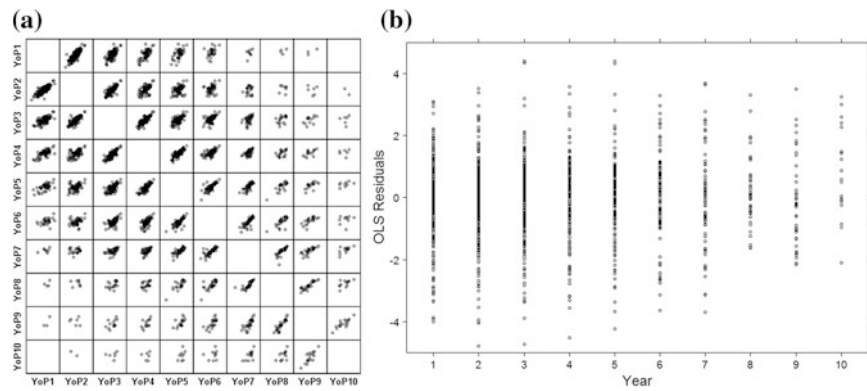 (a)
YoP1
YoP2
YoP3
YoP4
YoP5
YoP6
YoP7
YoP8
YoP9
YoP10
YoP1 YoP2 YoP3 YoP4 YoP5 YoP6 YoP7 YoP8 YoP9 YoP10
(b)
OLS Residuals
4
2
0
-2
-4
1 2 3 4 5 6 7 8 9 10
Year